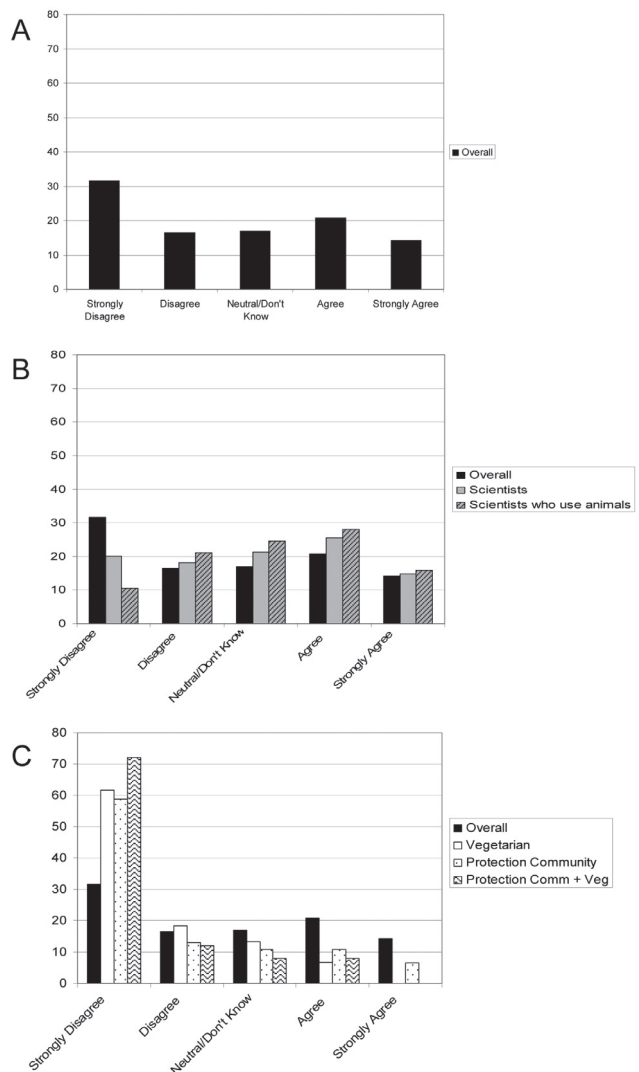 A
80
70
60
50
40
30
20
10
0
Overall
Strongly
Disagree
Disagree
Neutral/Don't
Know
Agree
Strongly Agree
B
80
70
60
50
40
30
20
10
0
Overall
Scientists
Scientists who use animals
Strongly Disagree
Disagree
Neutral/Don't Know
Agree
Strongly Agree
C
80
70
60
50
40
30
20
10
0
Overall
Vegetarian
Protection Community
Protection Comm + Veg
Strongly Disagree
Disagree
Neutral/Don't Know
Agree
Strongly Agree